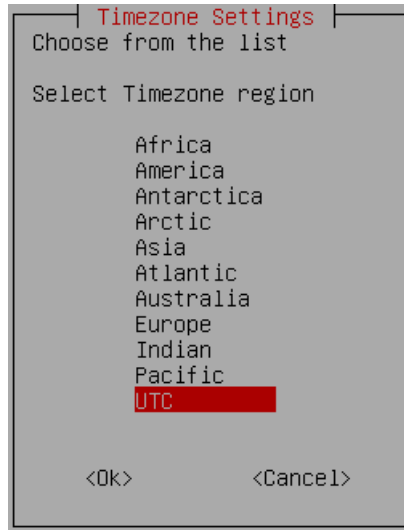 Timezone Settings
Choose from the list
Select Timezone region
Africa
America
Antarctica
Arctic
Asia
Atlantic
Australia
Europe
Indian
Pacific
UTC
<Ok> <Cancel>